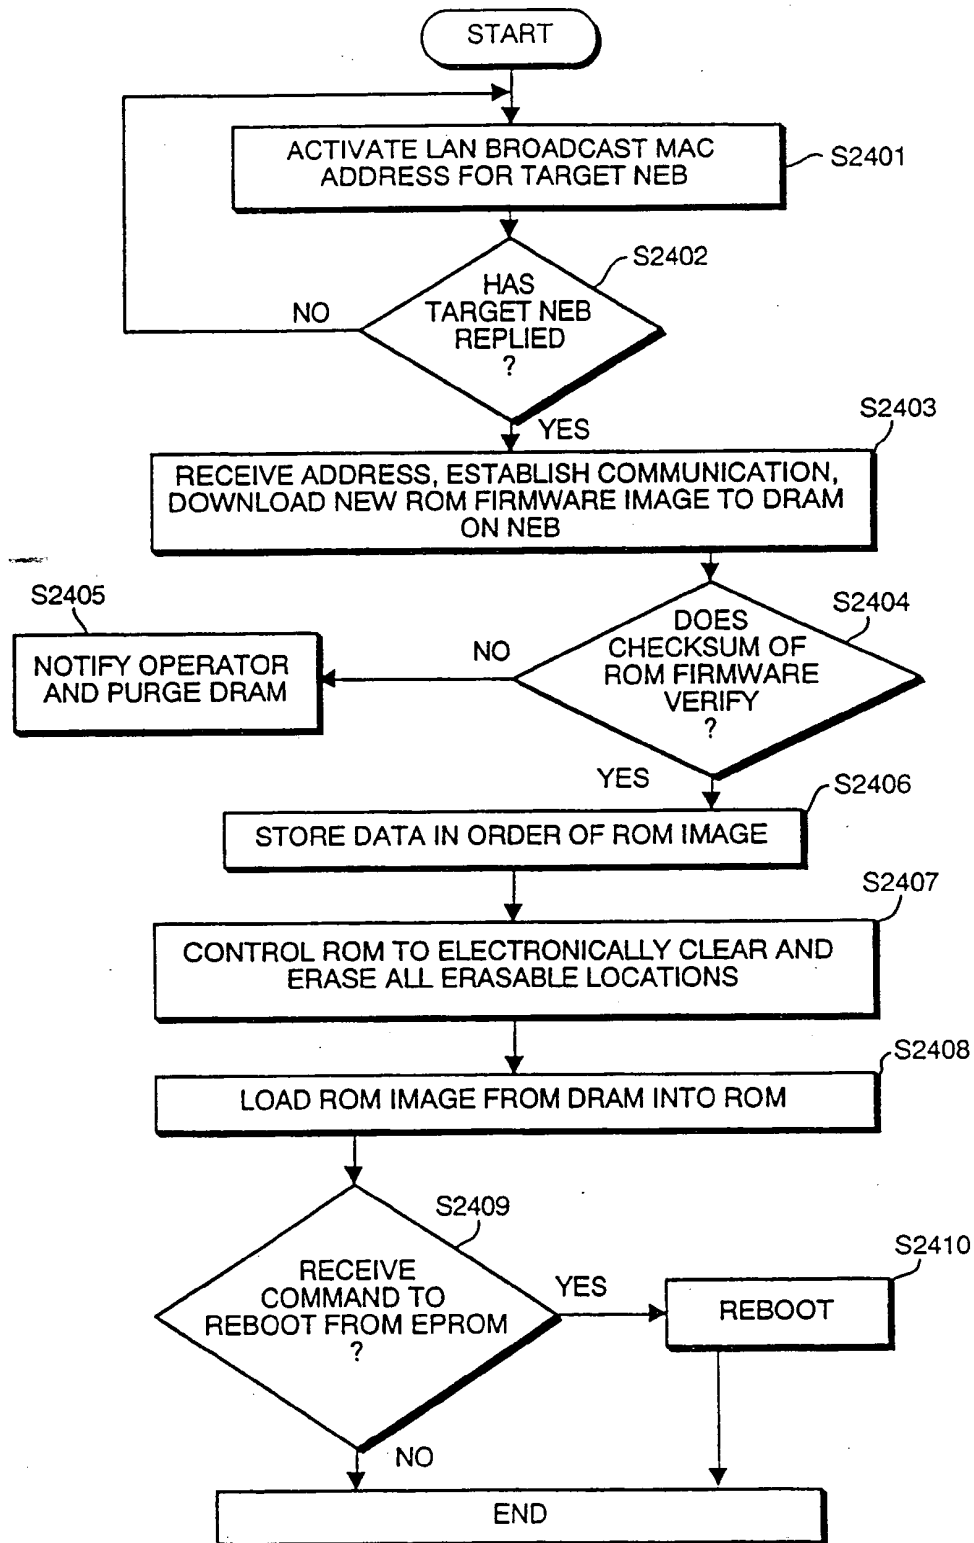 START
ACTIVATE LAN BROADCAST MAC
ADDRESS FOR TARGET NEB
S2401
S2402
HAS
TARGET NEB
REPLIED
?
NO
YES
S2403
RECEIVE ADDRESS, ESTABLISH COMMUNICATION,
DOWNLOAD NEW ROM FIRMWARE IMAGE TO DRAM
ON NEB
S2404
DOES
CHECKSUM OF
ROM FIRMWARE
VERIFY
?
NO
S2405
NOTIFY OPERATOR
AND PURGE DRAM
YES
S2406
STORE DATA IN ORDER OF ROM IMAGE
S2407
CONTROL ROM TO ELECTRONICALLY CLEAR AND
ERASE ALL ERASABLE LOCATIONS
S2408
LOAD ROM IMAGE FROM DRAM INTO ROM
S2409
RECEIVE
COMMAND TO
REBOOT FROM EPROM
?
YES
S2410
REBOOT
NO
END